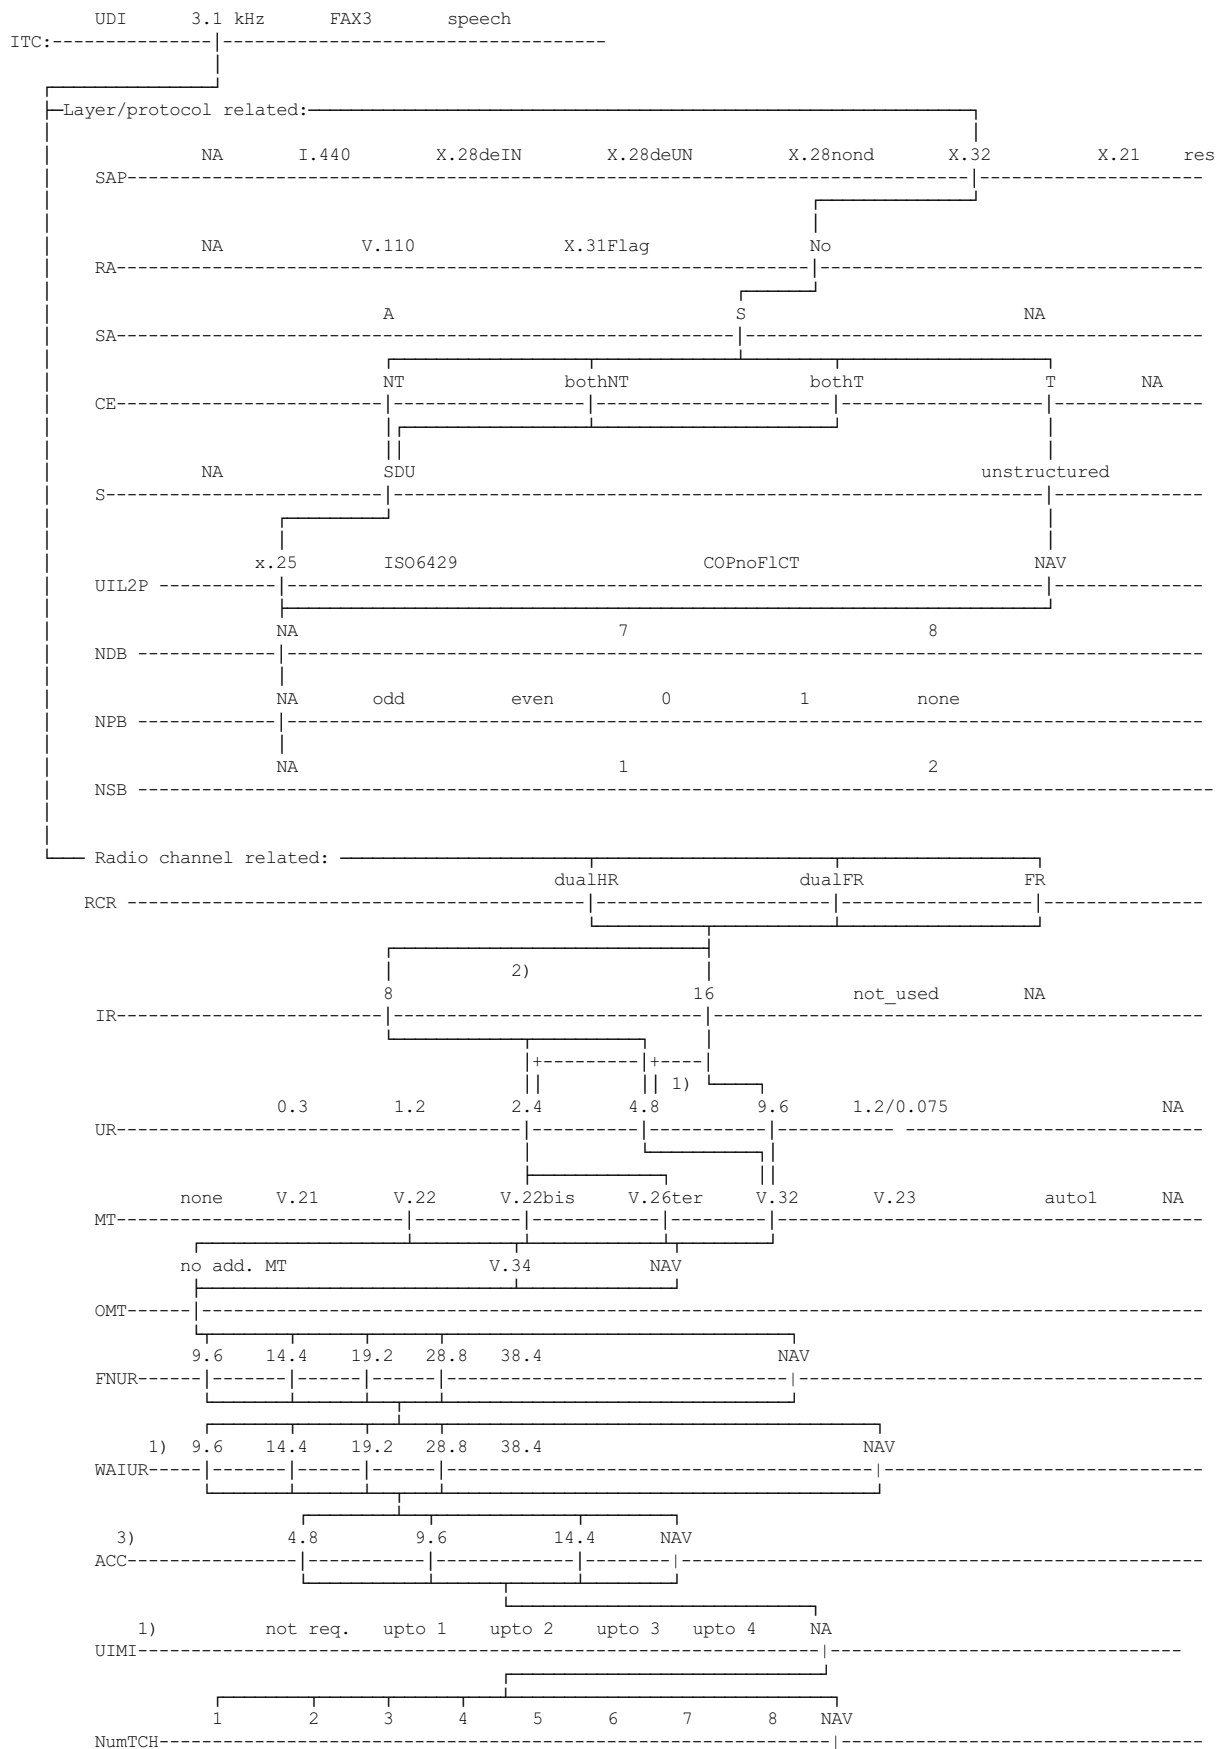 UDI 3.1 kHz FAX3 speech
ITC:
Layer/protocol related:
NA I.440 X.28deIN X.28deUN X.28nond X.32 X.21 res
SAP
NA V.110 X.31Flag No
RA
A S NA
SA
NT bothNT bothT T NA
CE
NA SDU unstructured
S
x.25 ISO6429 COPnoFlCT NAV
UIL2P
NA 7 8
NDB
NA odd even 0 1 none
NPB
NA 1 2
NSB
Radio channel related:
dualHR dualFR FR
RCR
2)
8 16 not_used NA
IR
1)
0.3 1.2 2.4 4.8 9.6 1.2/0.075 NA
UR
none V.21 V.22 V.22bis V.26ter V.32 V.23 auto1 NA
MT
no add. MT V.34 NAV
OMT
9.6 14.4 19.2 28.8 38.4 NAV
FNUR
1) 9.6 14.4 19.2 28.8 38.4 NAV
WAIUR
3) 4.8 9.6 14.4 NAV
ACC
1) not req. upto 1 upto 2 upto 3 upto 4 NA
UIMI
1 2 3 4 5 6 7 8 NAV
NumTCH